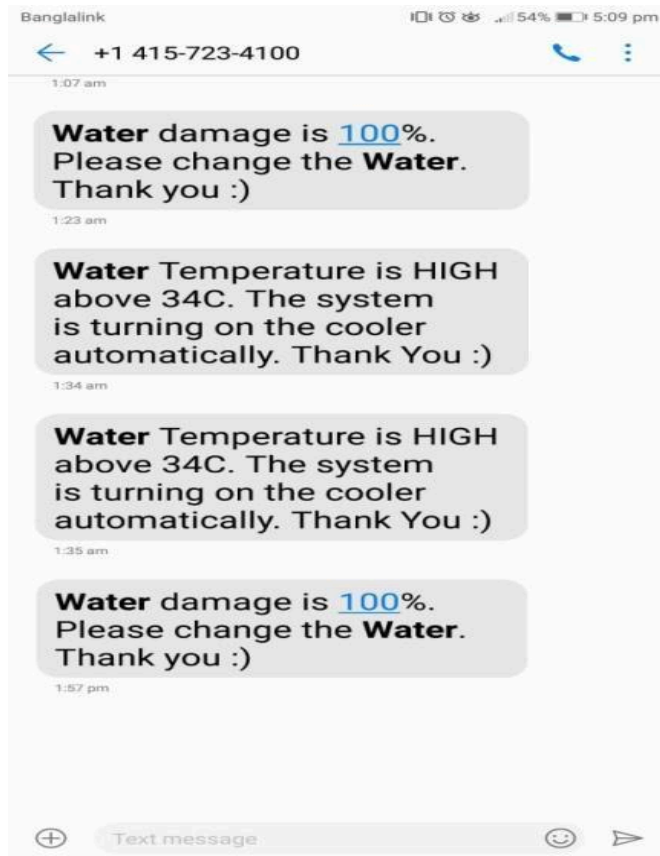 Banglalink 54% 5:09 pm
+1 415-723-4100
1:07 am
Water damage is 100%.
Please change the Water.
Thank you :)
1:23 am
Water Temperature is HIGH
above 34C. The system
is turning on the cooler
automatically. Thank You :)
1:34 am
Water Temperature is HIGH
above 34C. The system
is turning on the cooler
automatically. Thank You :)
1:35 am
Water damage is 100%.
Please change the Water.
Thank you :)
1:57 pm
Text message